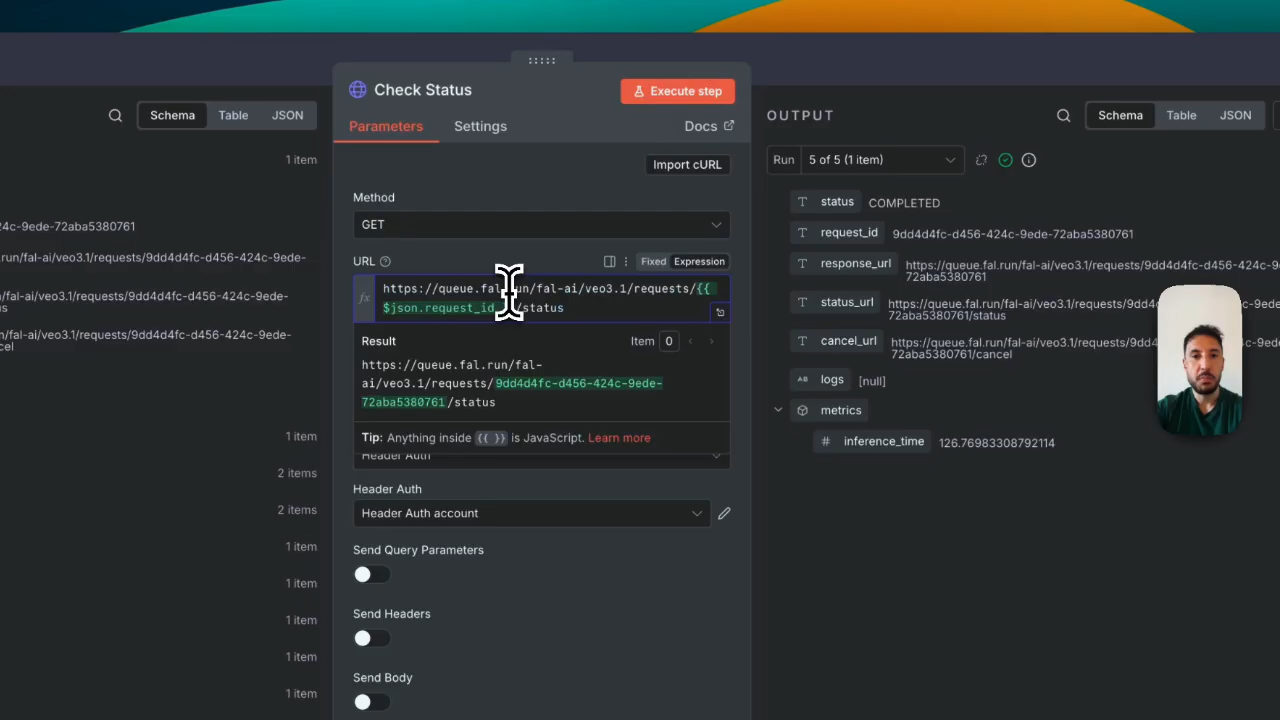 Schema Table JSON
1 item
24c-9ede-72aba5380761
.run/fal-ai/veo3.1/requests/9dd4d4fc-d456-424c-9ede-
/fal-ai/veo3.1/requests/9dd4d4fc-d456-424c-9ede-
us
/fal-ai/veo3.1/requests/9dd4d4fc-d456-424c-9ede-
cel
1 item
2 items
2 items
1 item
1 item
1 item
1 item
1 item
Check Status
Execute step
Parameters Settings Docs
Import cURL
Method
GET
URL
Fixed Expression
fx
https://queue.fal.run/fal-ai/veo3.1/requests/{{
$json.request_id /status
Result
Item 0
https://queue.fal.run/fal-
ai/veo3.1/requests/9dd4d4fc-d456-424c-9ede-
72aba5380761/status
Tip: Anything inside {{ }} is JavaScript. Learn more
Header Auth
Header Auth
Header Auth account
Send Query Parameters
Send Headers
Send Body
OUTPUT
Schema Table JSON
Run 5 of 5 (1 item)
T status COMPLETED
T request_id 9dd4d4fc-d456-424c-9ede-72aba5380761
T response_url https://queue.fal.run/fal-ai/veo3.1/requests/9dd4d4fc-d456-424c-9ede-
72aba5380761
T status_url https://queue.fal.run/fal-ai/veo3.1/requests/
72aba5380761/status
T cancel_url https://queue.fal.run/fal-ai/veo3.1/requests/
72aba5380761/cancel
AB logs [null]
metrics
# inference_time 126.76983308792114